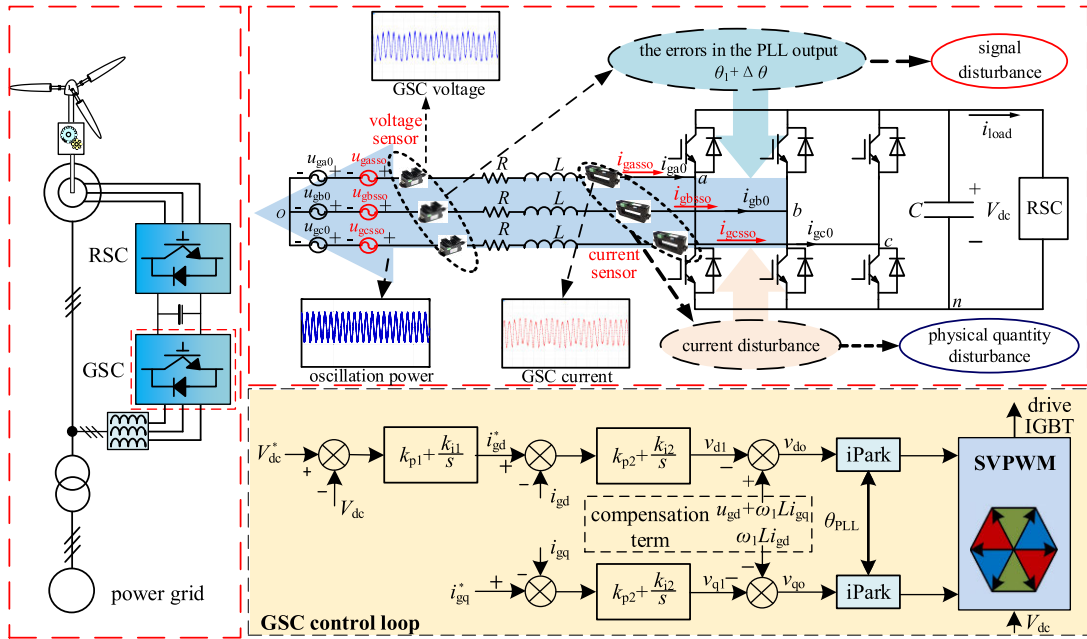 RSC
GSC
power grid
GSC voltage
voltage
sensor
the errors in the PLL output
θ1+Δθ
signal
disturbance
uga0
ugasso
ugb0
ugbsso
ugc0
ugcsso
- + - +
- + - +
- + - +
o
R
L
R
L
R
L
igasso
iga0
a
igbsso
igb0
b
igcsso
igc0
c
current
sensor
iload
C
+
Vdc
−
RSC
n
oscillation power
GSC current
current disturbance
physical quantity
disturbance
drive
IGBT
V*dc
+
−
Vdc
kp1+ki1/s
i*gd
+
−
igd
kp2+ki2/s
vd1
−
+
vdo
iPark
SVPWM
compensation
term
ugd+ω1Ligq
ω1Ligd
θPLL
igq
−
i*gq
+
kp2+ki2/s
vq1
−
−
vqo
iPark
Vdc
GSC control loop